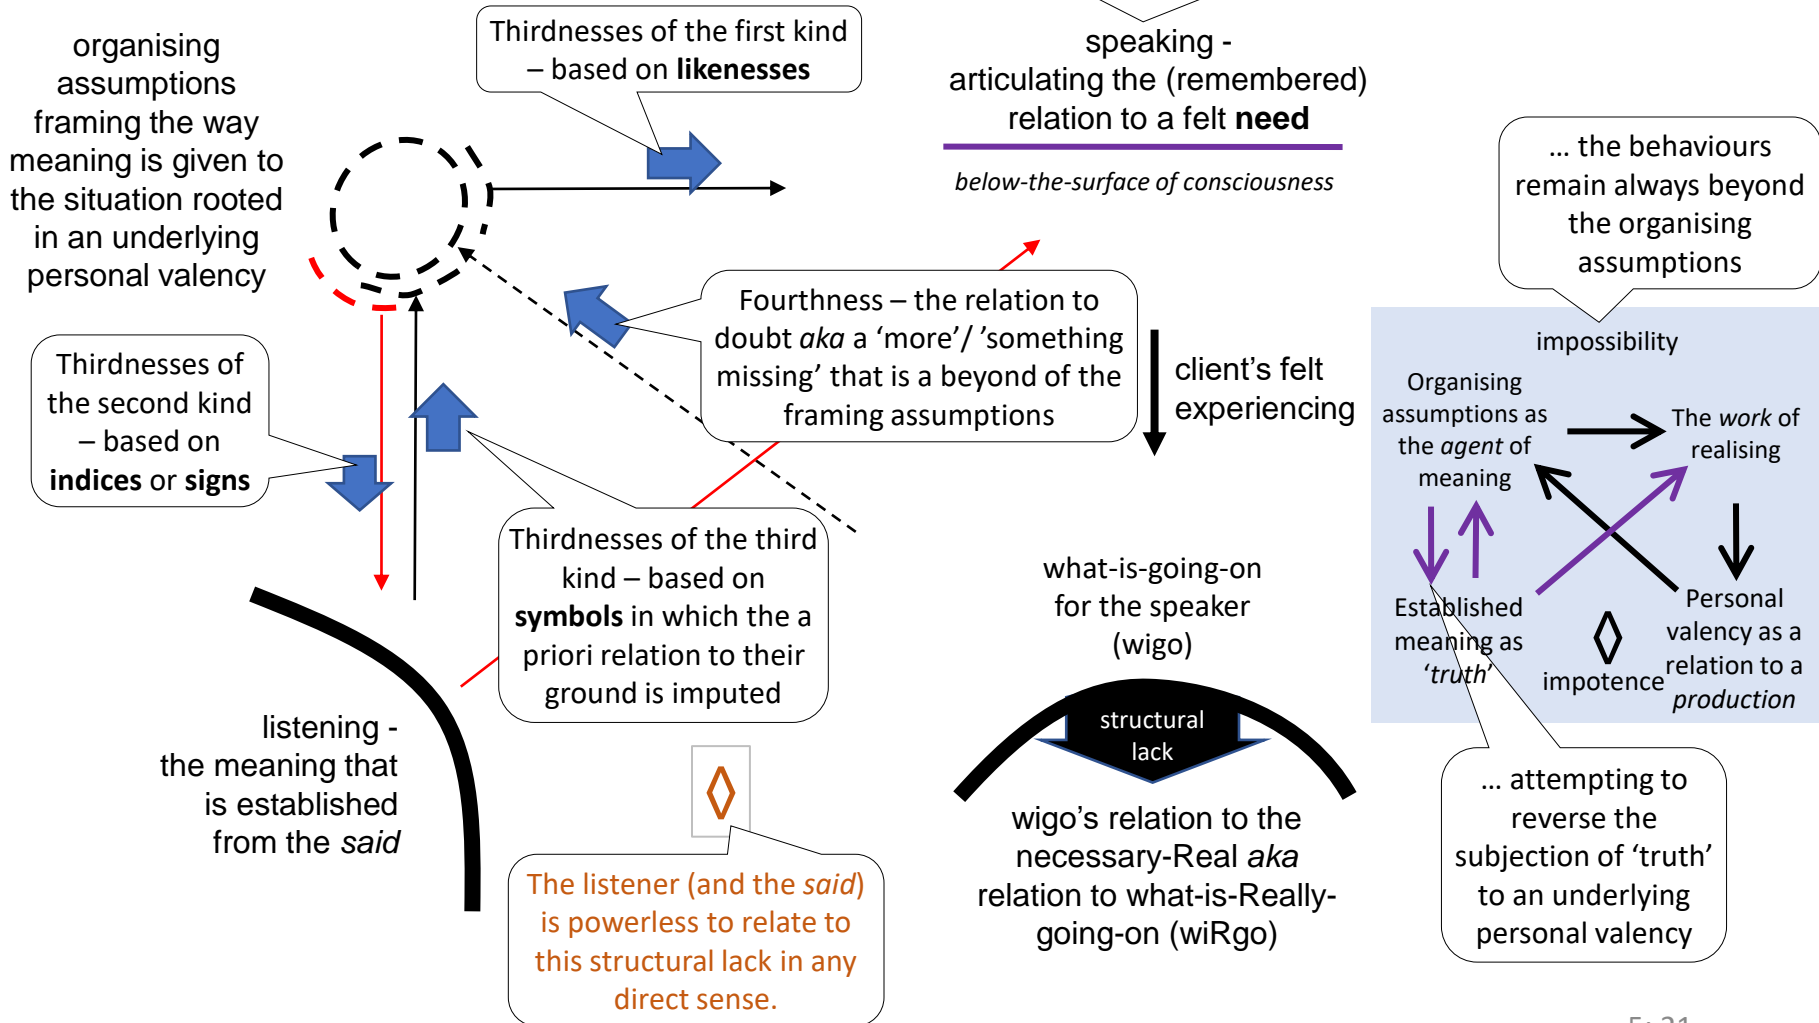 organising
assumptions
framing the way
meaning is given to
the situation rooted
in an underlying
personal valency
Thirdnesses of the first kind
– based on likenesses
speaking -
articulating the (remembered)
relation to a felt need
below-the-surface of consciousness
... the behaviours
remain always beyond
the organising
assumptions
Thirdnesses of
the second kind
– based on
indices or signs
Fourthness – the relation to
doubt aka a 'more'/ 'something
missing' that is a beyond of the
framing assumptions
client's felt
experiencing
impossibility
Organising
assumptions as
the agent of
meaning
The work of
realising
Established
meaning as
'truth'
impotence
Personal
valency as a
relation to a
production
Thirdnesses of the third
kind – based on
symbols in which the a
priori relation to their
ground is imputed
what-is-going-on
for the speaker
(wigo)
structural
lack
listening -
the meaning that
is established
from the said
wigo's relation to the
necessary-Real aka
relation to what-is-Really-
going-on (wiRgo)
... attempting to
reverse the
subjection of 'truth'
to an underlying
personal valency
The listener (and the said)
is powerless to relate to
this structural lack in any
direct sense.